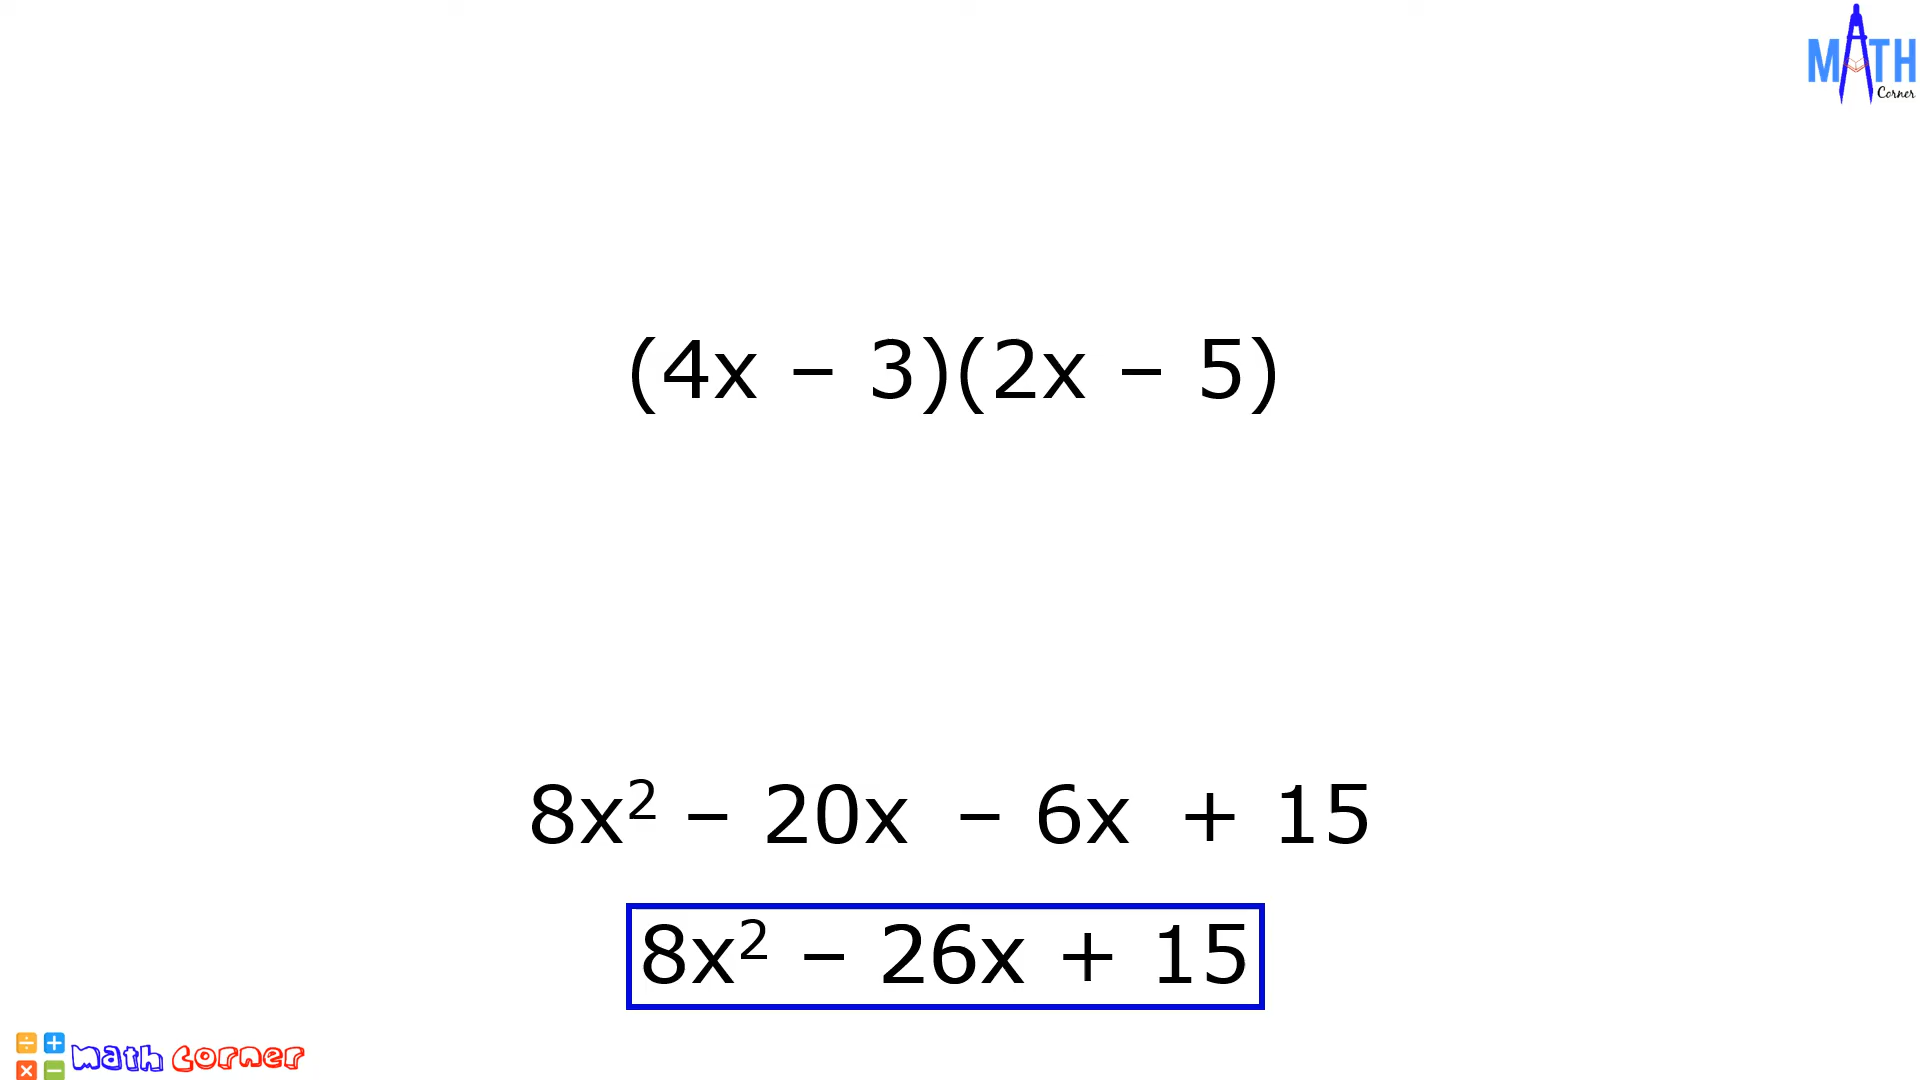 MATH
Corner
(4x – 3)(2x – 5)
8x² – 20x – 6x + 15
8x² – 26x + 15
math corner